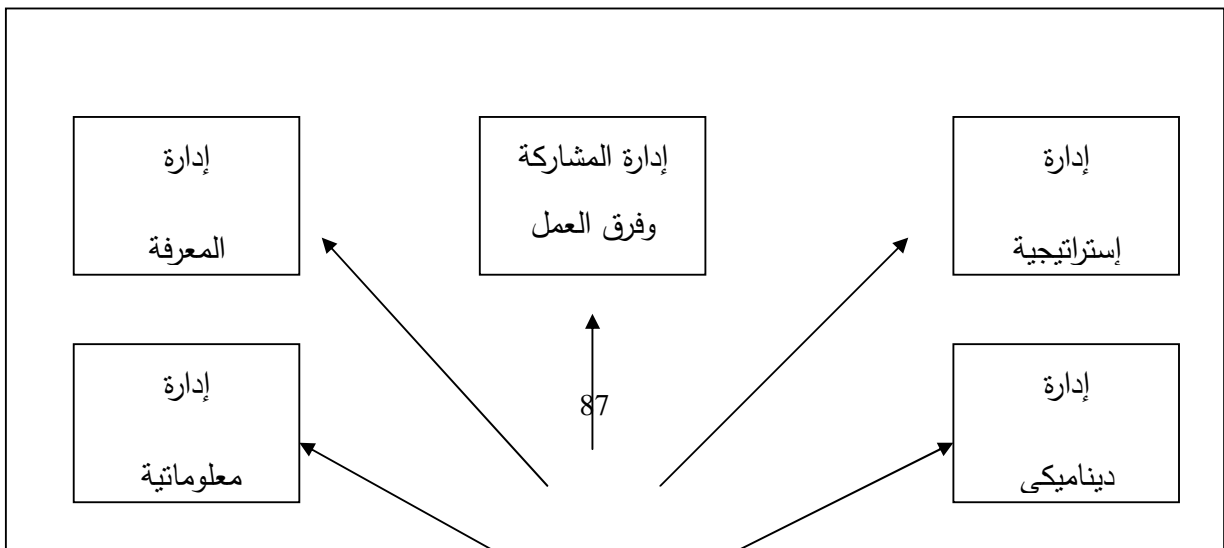 إدارة
إستراتيجية
إدارة المشاركة
وفرق العمل
إدارة
المعرفة
إدارة
ديناميكى
87
إدارة
معلوماتية